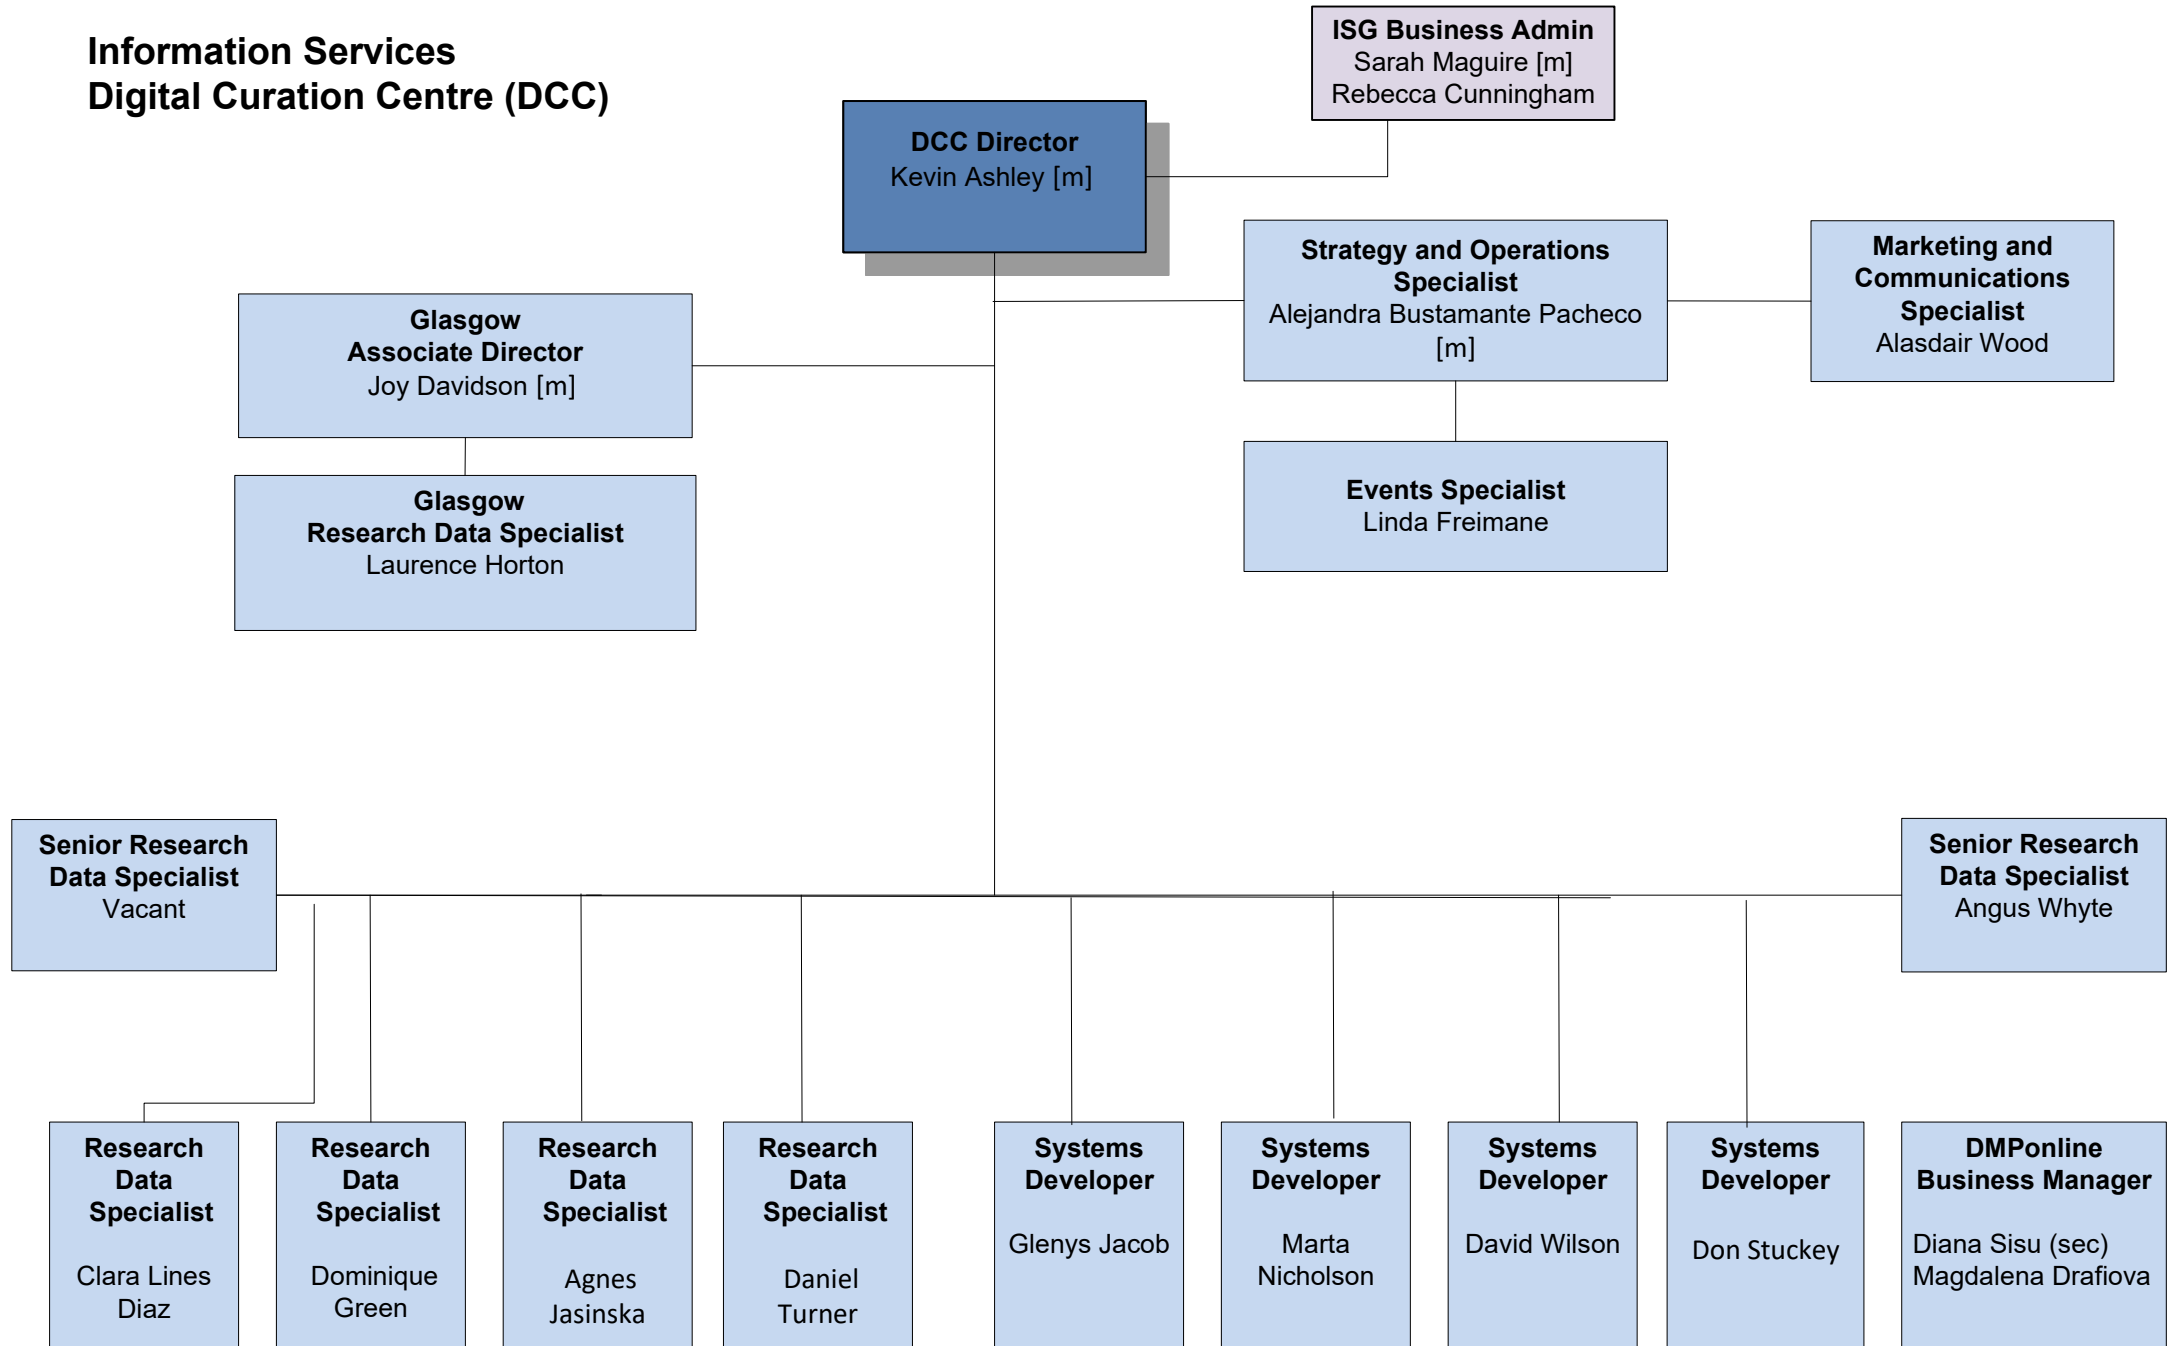 Information Services
Digital Curation Centre (DCC)
ISG Business Admin
Sarah Maguire [m]
Rebecca Cunningham
DCC Director
Kevin Ashley [m]
Strategy and Operations
Specialist
Alejandra Bustamante Pacheco
[m]
Marketing and
Communications
Specialist
Alasdair Wood
Glasgow
Associate Director
Joy Davidson [m]
Events Specialist
Linda Freimane
Glasgow
Research Data Specialist
Laurence Horton
Senior Research
Data Specialist
Vacant
Senior Research
Data Specialist
Angus Whyte
Research
Data
Specialist
Clara Lines
Diaz
Research
Data
Specialist
Dominique
Green
Research
Data
Specialist
Agnes
Jasinska
Research
Data
Specialist
Daniel
Turner
Systems
Developer
Glenys Jacob
Systems
Developer
Marta
Nicholson
Systems
Developer
David Wilson
Systems
Developer
Don Stuckey
DMPonline
Business Manager
Diana Sisu (sec)
Magdalena Drafiova